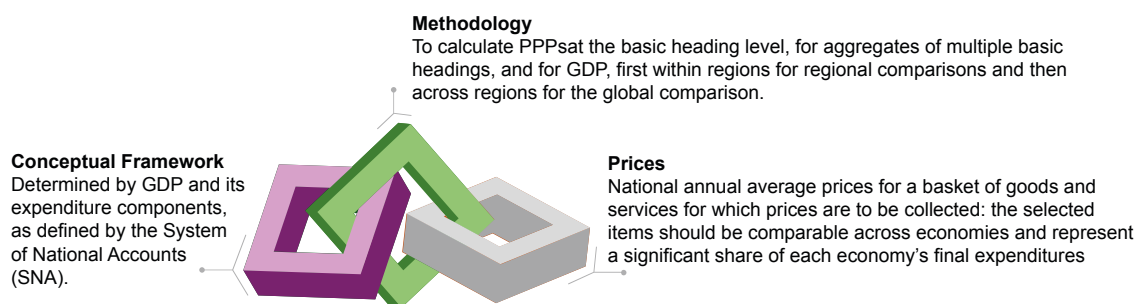 Methodology
To calculate PPPsat the basic heading level, for aggregates of multiple basic
headings, and for GDP, first within regions for regional comparisons and then
across regions for the global comparison.
Conceptual Framework
Determined by GDP and its
expenditure components,
as defined by the System
of National Accounts
(SNA).
Prices
National annual average prices for a basket of goods and
services for which prices are to be collected: the selected
items should be comparable across economies and represent
a significant share of each economy’s final expenditures